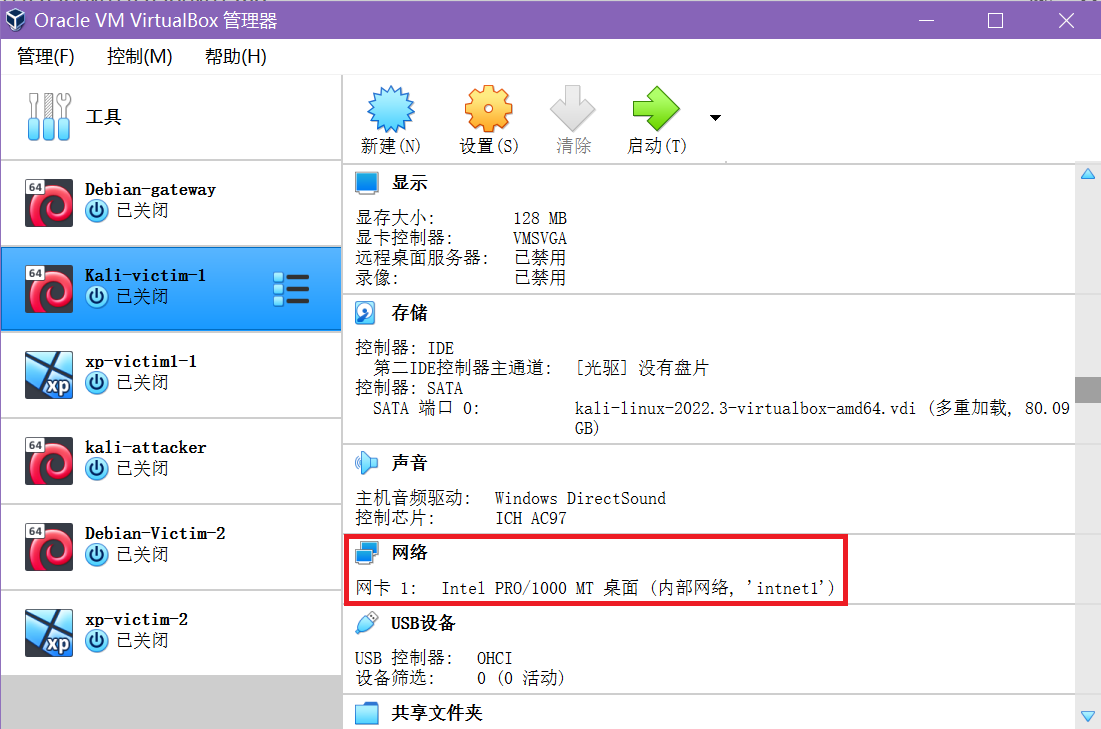 Oracle VM VirtualBox 管理器
管理(F) 控制(M) 帮助(H)
工具
新建(N) 设置(S) 清除 启动(T)
64
Debian-gateway
已关闭
64
Kali-victim-1
已关闭
xp
xp-victim1-1
已关闭
64
kali-attacker
已关闭
64
Debian-Victim-2
已关闭
xp
xp-victim-2
已关闭
显示
显存大小: 128 MB
显卡控制器: VMSVGA
远程桌面服务器: 已禁用
录像: 已禁用
存储
控制器: IDE
第二IDE控制器主通道: [光驱] 没有盘片
控制器: SATA
SATA 端口 0: kali-linux-2022.3-virtualbox-amd64.vdi (多重加载, 80.09
GB)
声音
主机音频驱动: Windows DirectSound
控制芯片: ICH AC97
网络
网卡 1: Intel PRO/1000 MT 桌面 (内部网络, 'intnet1')
USB设备
USB 控制器: OHCI
设备筛选: 0 (0 活动)
共享文件夹